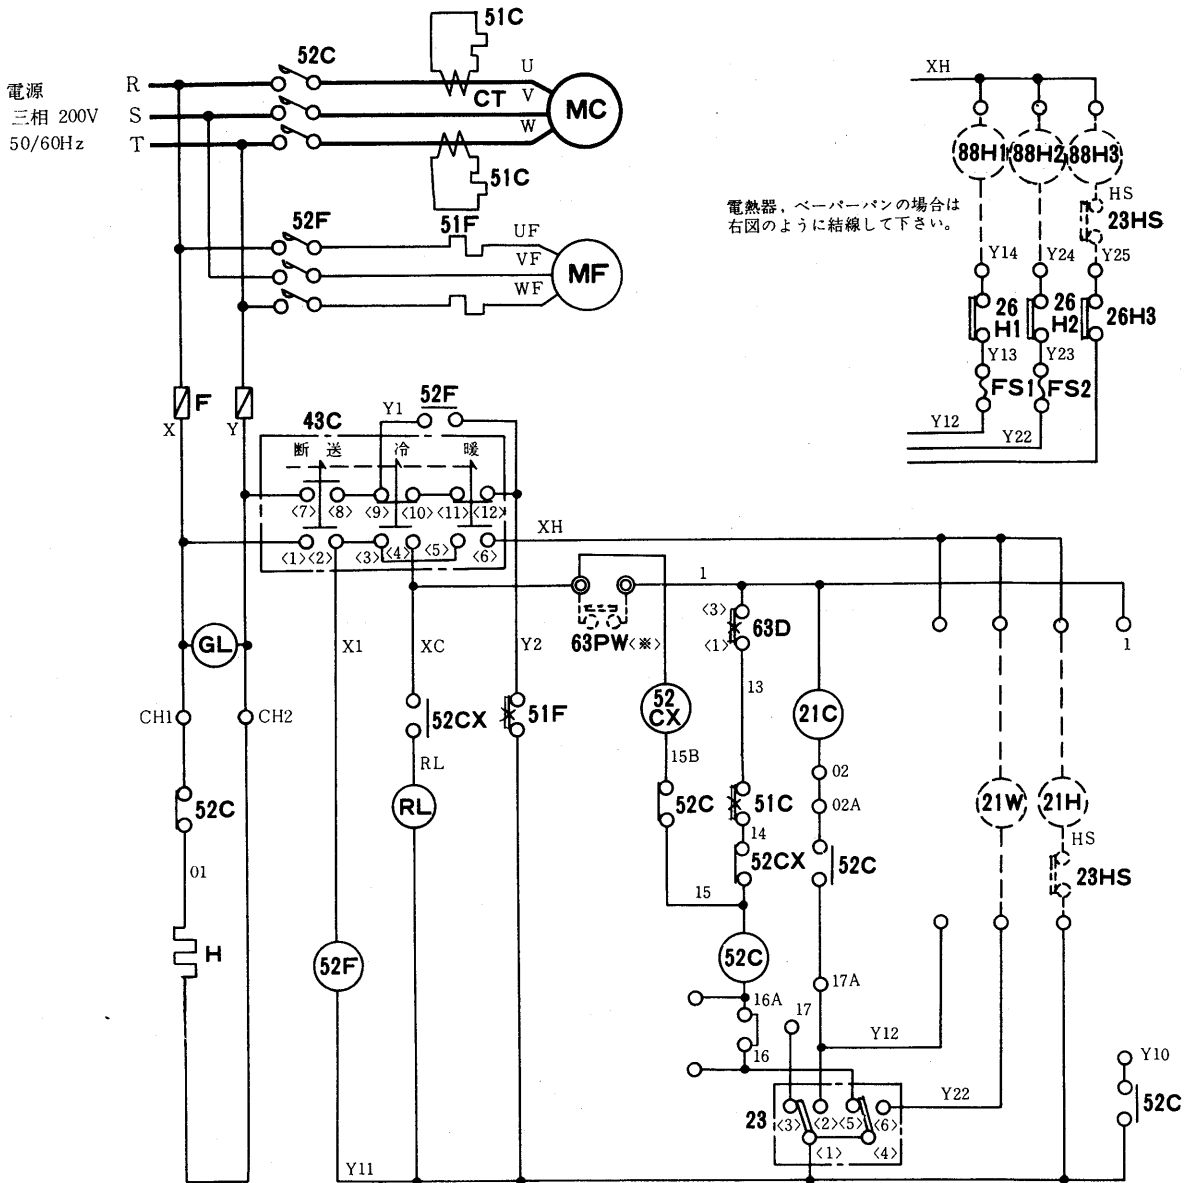 51C
52C
電源
三相 200V
50/60Hz
R
S
T
U
V
W
CT
MC
51C
52F
51F
UF
VF
WF
MF
XH
88H1
88H2
88H3
電熱器，ペーパーパンの場合は
右図のように結線して下さい。
HS
23HS
Y14
Y24
Y25
26
H1
26
H2
26H3
Y13
Y23
FS1
FS2
Y12
Y22
F
X
Y
43C
Y1
52F
断 送 冷 暖
<7> <8> <9> <10> <11> <12>
<1> <2> <3> <4> <5> <6>
XH
1
63PW<※>
<3>
<1>
63D
1
GL
X1
XC
Y2
13
CH1
CH2
52CX
51F
52
CX
21C
RL
15B
02
52C
RL
52C
51C
02A
21W
21H
14
HS
01
52CX
52C
23HS
15
H
52F
52C
17A
16A
17
16
Y12
Y10
Y22
52C
23
<3> <2> <5> <6>
<1> <4>
Y11